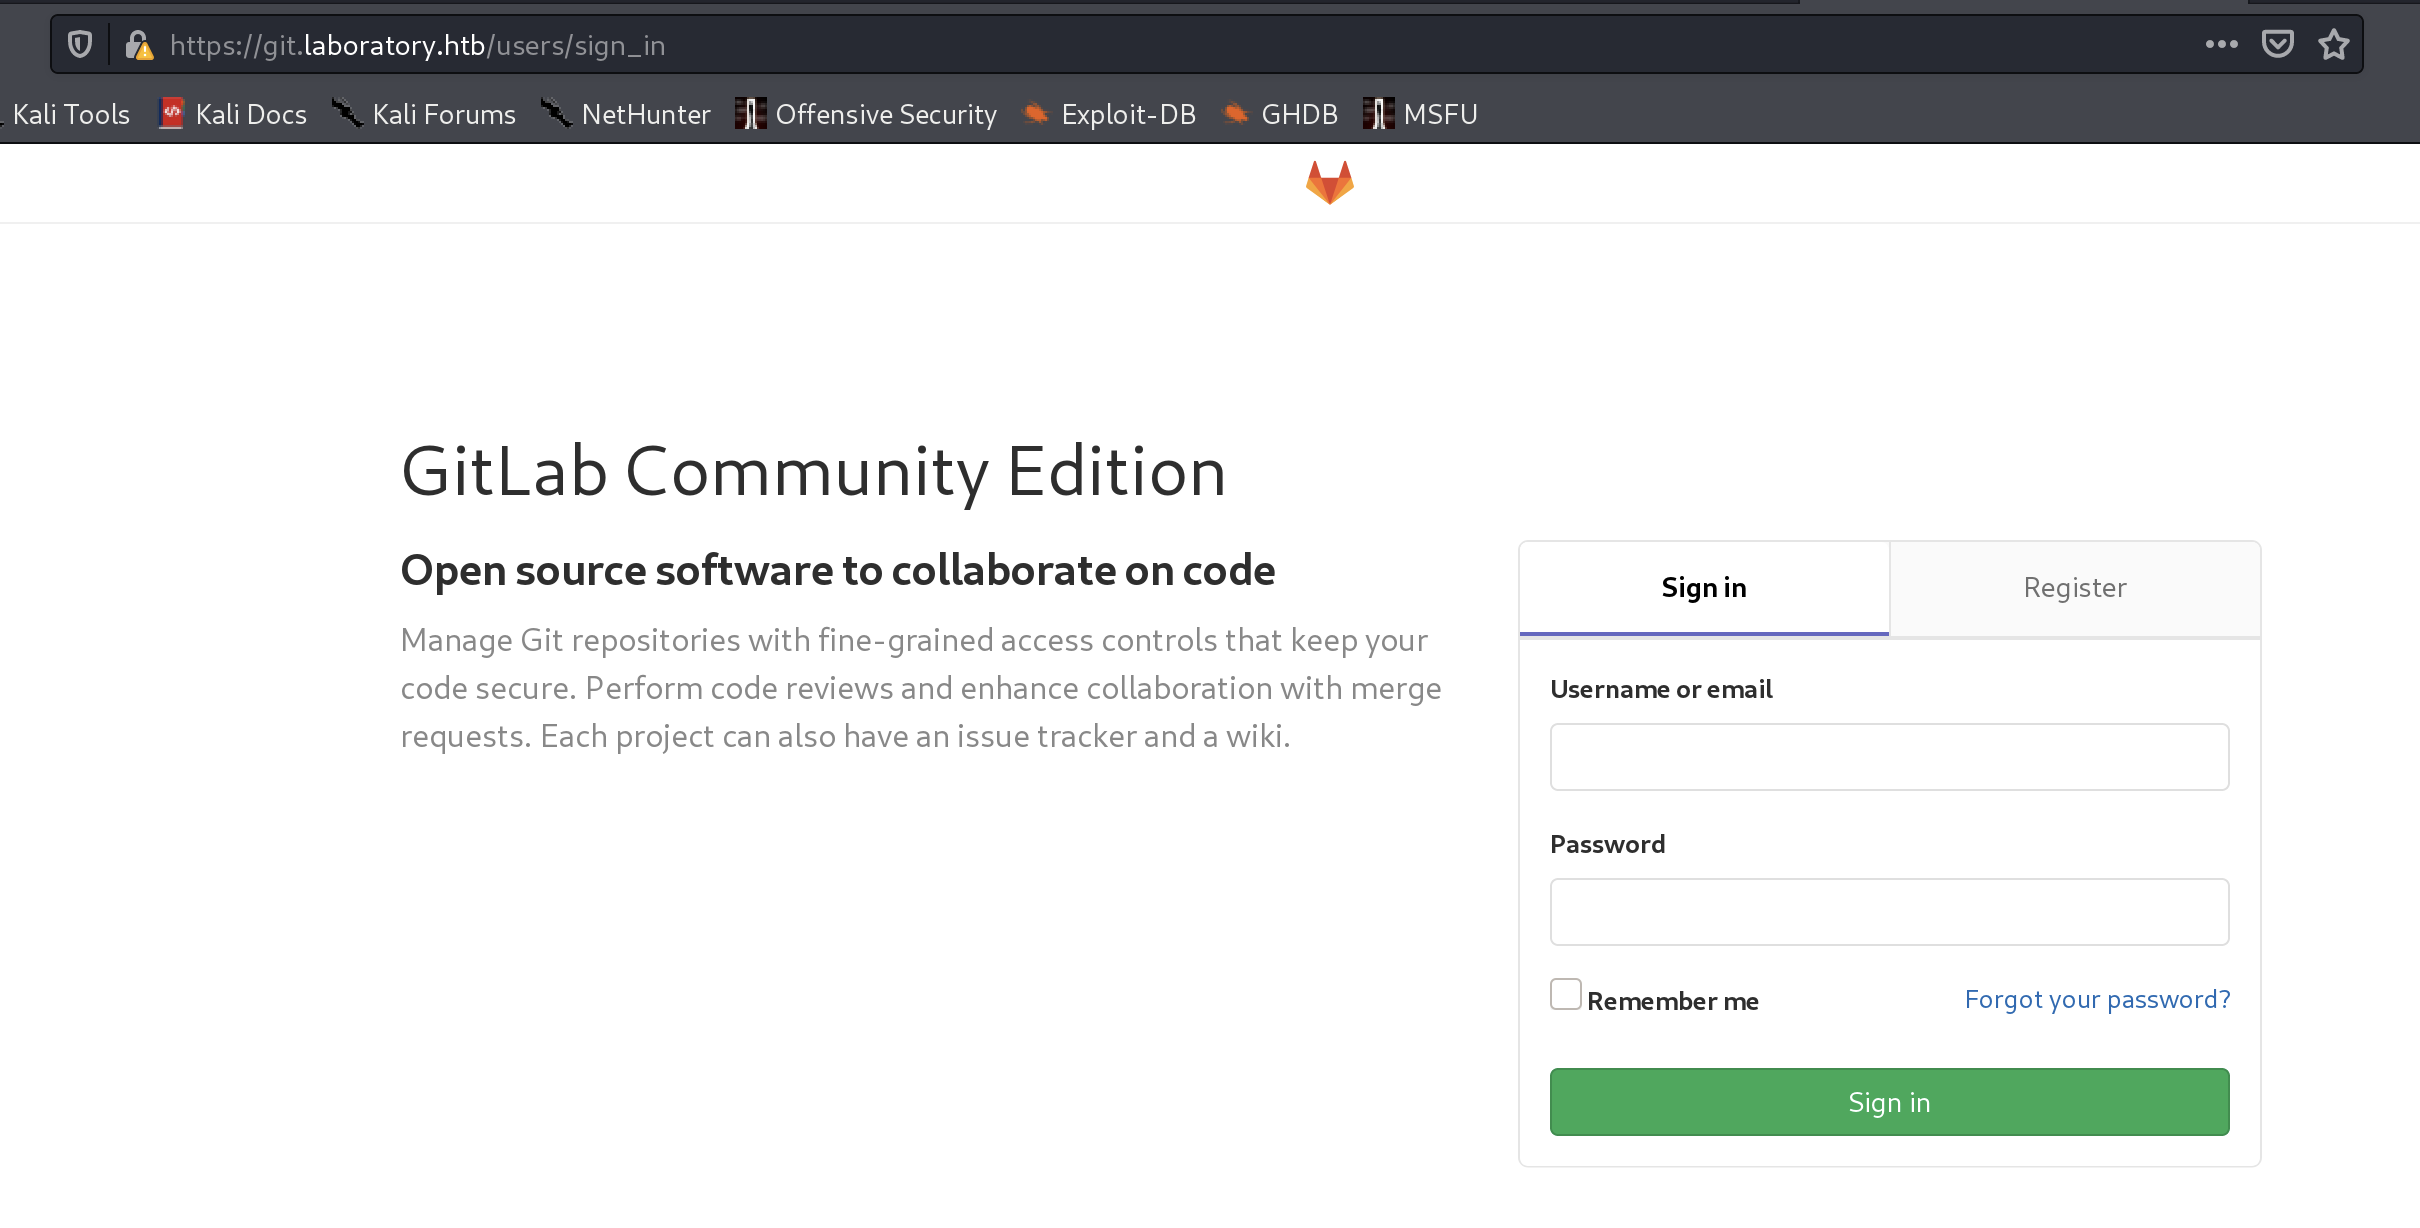 https://git.laboratory.htb/users/sign_in
Kali Tools Kali Docs Kali Forums NetHunter Offensive Security Exploit-DB GHDB MSFU
GitLab Community Edition
Open source software to collaborate on code
Manage Git repositories with fine-grained access controls that keep your
code secure. Perform code reviews and enhance collaboration with merge
requests. Each project can also have an issue tracker and a wiki.
Sign in Register
Username or email
Password
Remember me Forgot your password?
Sign in